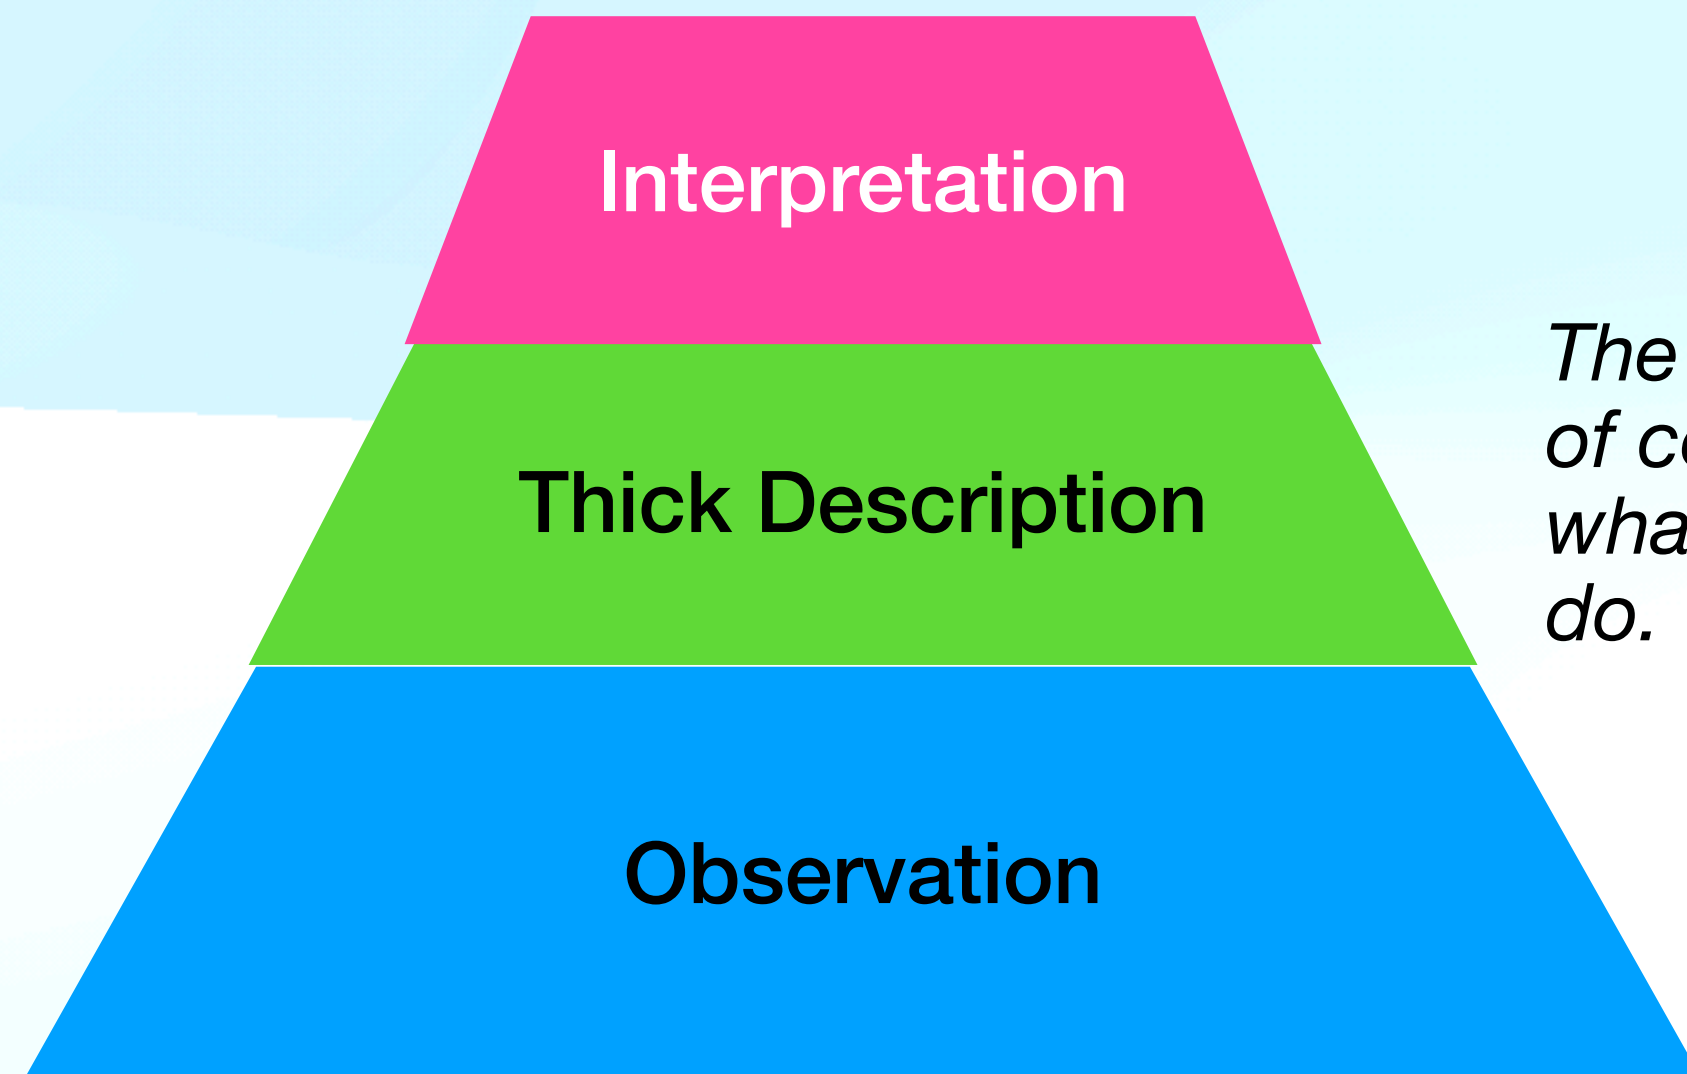 Interpretation
Thick Description
Observation
The
of
do.